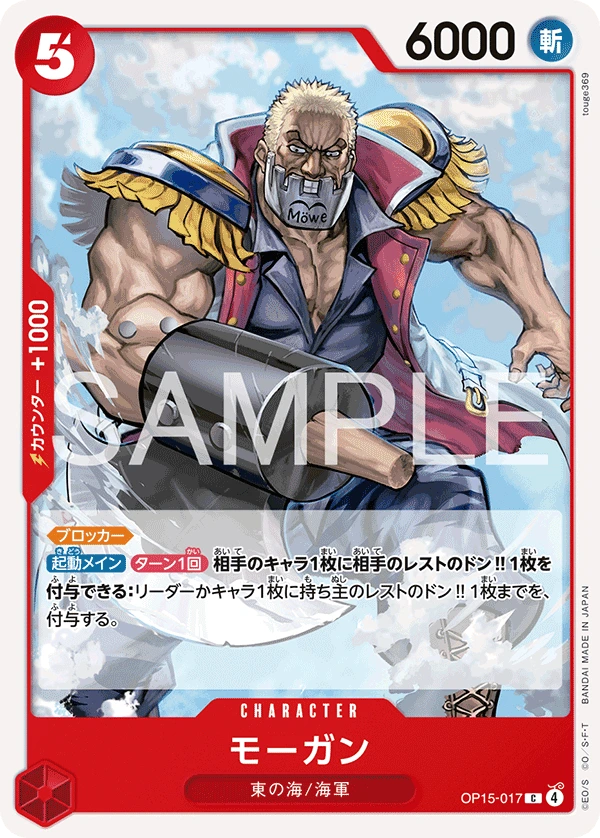 5
6000 斬
touge369
Möwe
カウンター +1000
SAMPLE
ブロッカー
起動メイン ターン1回 相手のキャラ1枚に相手のレストのドン‼1枚を
付与できる:リーダーかキャラ1枚に持ち主のレストのドン‼1枚までを、
付与する。
CHARACTER
モーガン
東の海/海軍
OP15-017 C 4
©E.O/S ©O/S・F・T BANDAI MADE IN JAPAN